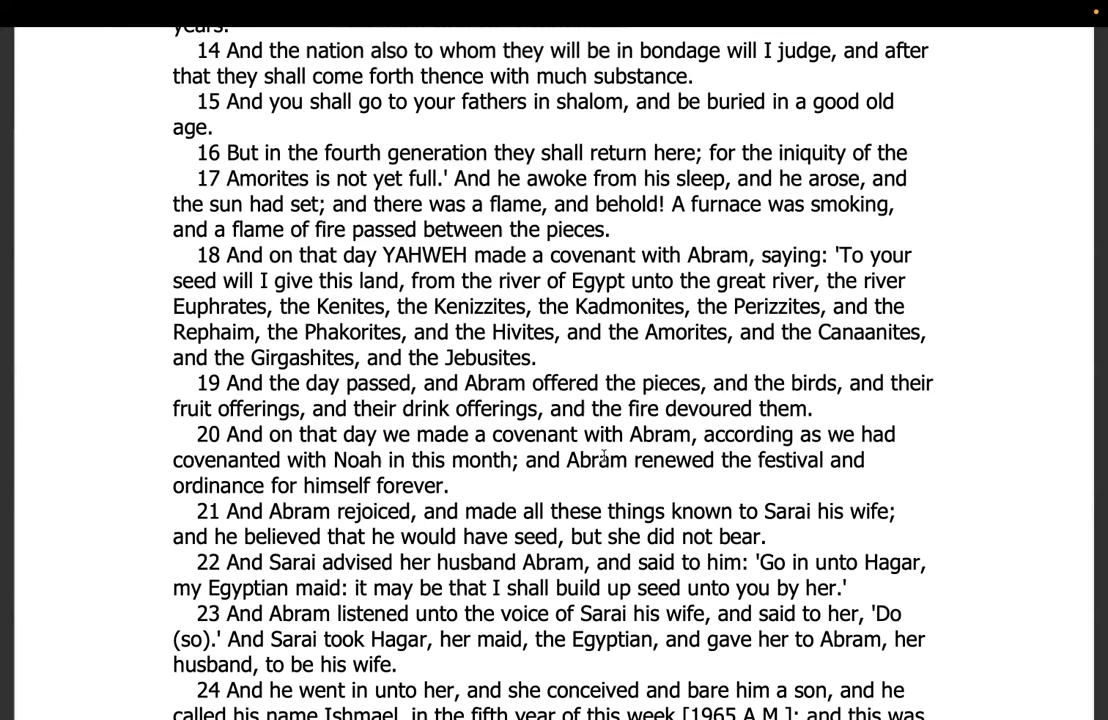 years.
14 And the nation also to whom they will be in bondage will I judge, and after
that they shall come forth thence with much substance.
15 And you shall go to your fathers in shalom, and be buried in a good old
age.
16 But in the fourth generation they shall return here; for the iniquity of the
17 Amorites is not yet full.' And he awoke from his sleep, and he arose, and
the sun had set; and there was a flame, and behold! A furnace was smoking,
and a flame of fire passed between the pieces.
18 And on that day YAHWEH made a covenant with Abram, saying: 'To your
seed will I give this land, from the river of Egypt unto the great river, the river
Euphrates, the Kenites, the Kenizzites, the Kadmonites, the Perizzites, and the
Rephaim, the Phakorites, and the Hivites, and the Amorites, and the Canaanites,
and the Girgashites, and the Jebusites.
19 And the day passed, and Abram offered the pieces, and the birds, and their
fruit offerings, and their drink offerings, and the fire devoured them.
20 And on that day we made a covenant with Abram, according as we had
covenanted with Noah in this month; and Abram renewed the festival and
ordinance for himself forever.
21 And Abram rejoiced, and made all these things known to Sarai his wife;
and he believed that he would have seed, but she did not bear.
22 And Sarai advised her husband Abram, and said to him: 'Go in unto Hagar,
my Egyptian maid: it may be that I shall build up seed unto you by her.'
23 And Abram listened unto the voice of Sarai his wife, and said to her, 'Do
(so).' And Sarai took Hagar, her maid, the Egyptian, and gave her to Abram, her
husband, to be his wife.
24 And he went in unto her, and she conceived and bare him a son, and he
called his name Ishmael, in the fifth year of this week [1965 A.M.]; and this was